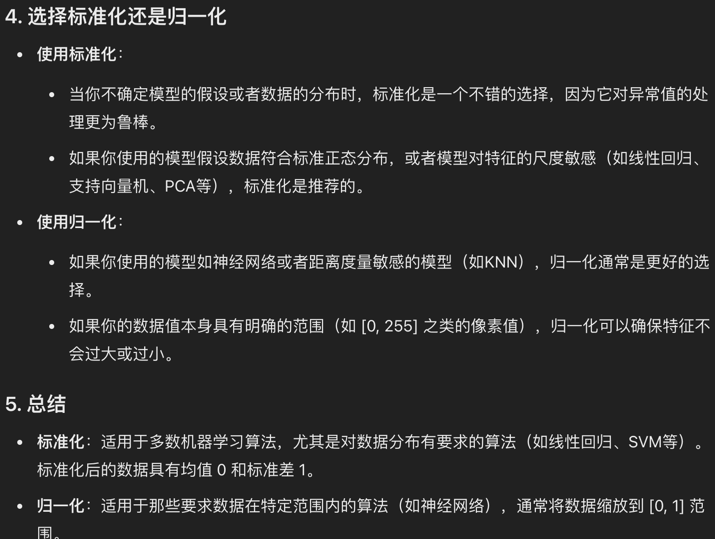 4. 选择标准化还是归一化
• 使用标准化：
• 当你不确定模型的假设或者数据的分布时，标准化是一个不错的选择，因为它对异常值的处
理更为鲁棒。
• 如果你使用的模型假设数据符合标准正态分布，或者模型对特征的尺度敏感（如线性回归、
支持向量机、PCA等），标准化是推荐的。
• 使用归一化：
• 如果你使用的模型如神经网络或者距离度量敏感的模型（如KNN），归一化通常是更好的选
择。
• 如果你的数据值本身具有明确的范围（如 [0, 255] 之类的像素值），归一化可以确保特征不
会过大或过小。
5. 总结
• 标准化：适用于多数机器学习算法，尤其是对数据分布有要求的算法（如线性回归、SVM等）。
标准化后的数据具有均值 0 和标准差 1。
• 归一化：适用于那些要求数据在特定范围内的算法（如神经网络），通常将数据缩放到 [0, 1] 范
围。